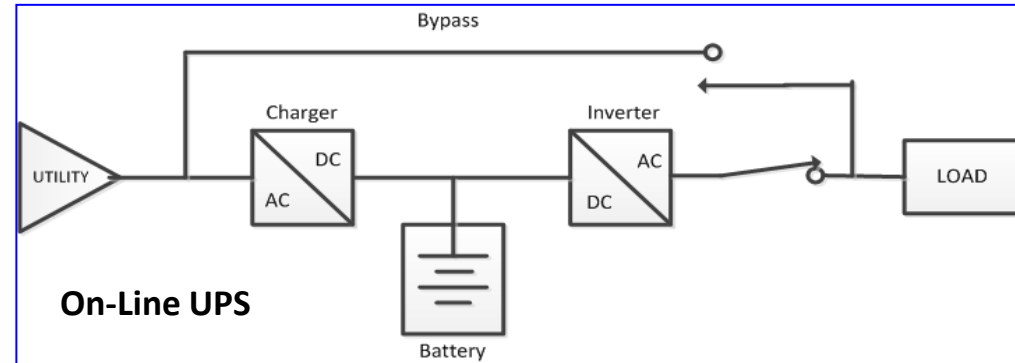 Bypass
Charger
Inverter
UTILITY
DC
AC
AC
DC
LOAD
On-Line UPS
Battery